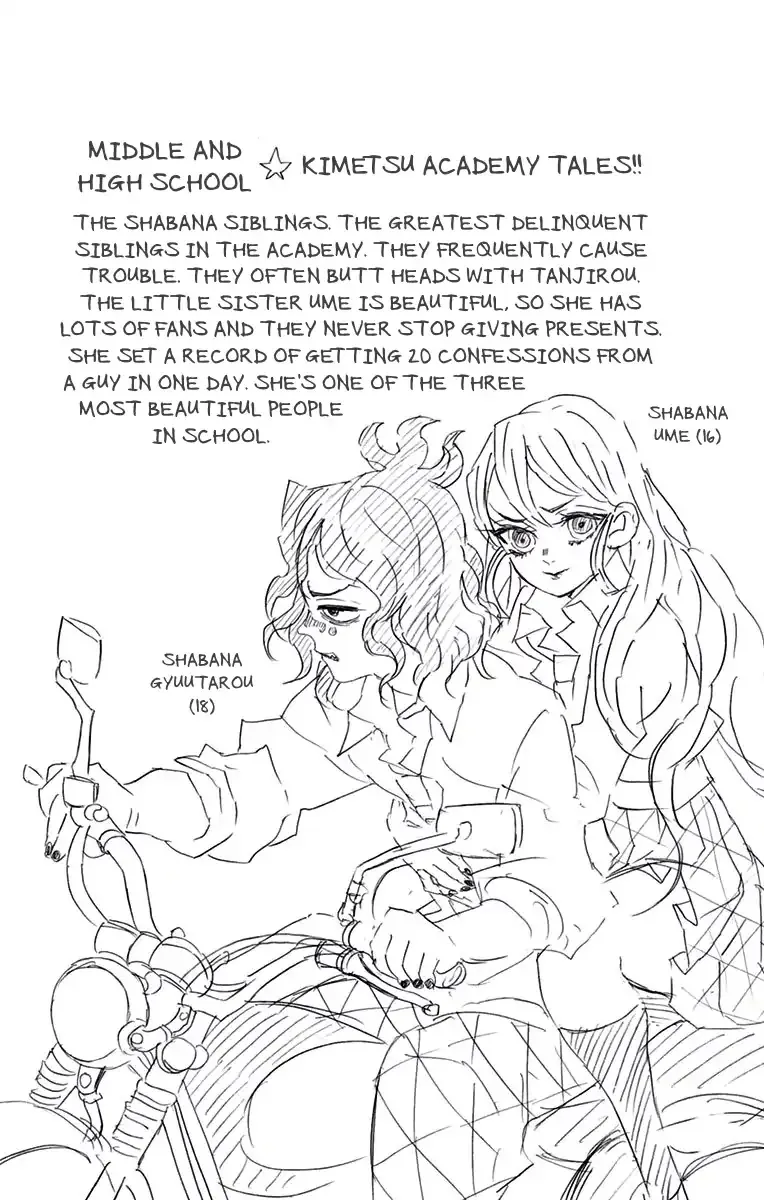 MIDDLE AND
HIGH SCHOOL ☆ KIMETSU ACADEMY TALES!!
THE SHABANA SIBLINGS. THE GREATEST DELINQUENT
SIBLINGS IN THE ACADEMY. THEY FREQUENTLY CAUSE
TROUBLE. THEY OFTEN BUTT HEADS WITH TANJIROU.
THE LITTLE SISTER UME IS BEAUTIFUL, SO SHE HAS
LOTS OF FANS AND THEY NEVER STOP GIVING PRESENTS.
SHE SET A RECORD OF GETTING 20 CONFESSIONS FROM
A GUY IN ONE DAY. SHE'S ONE OF THE THREE
MOST BEAUTIFUL PEOPLE
IN SCHOOL.
SHABANA
UME (16)
SHABANA
GYUUTAROU
(18)